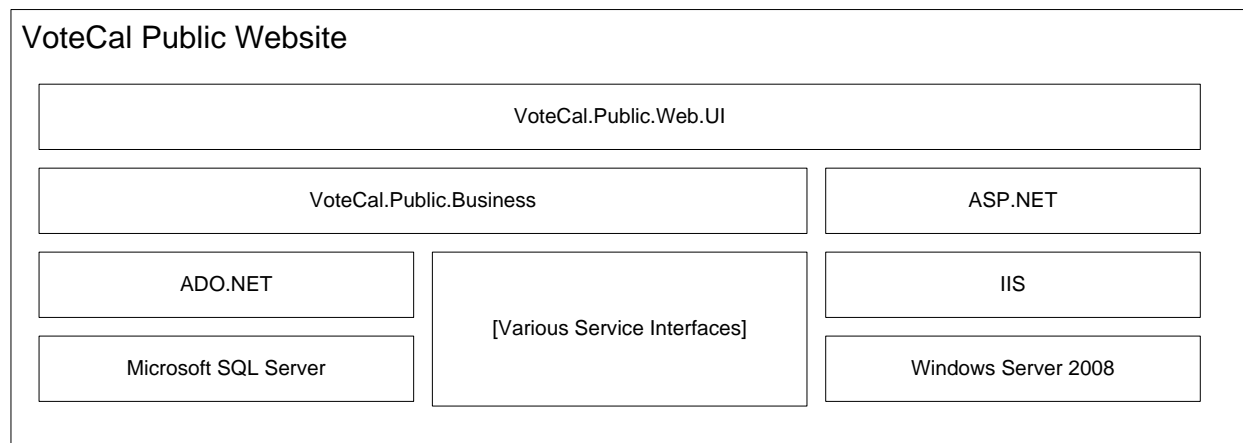 VoteCal Public Website
VoteCal.Public.Web.UI
VoteCal.Public.Business
ASP.NET
ADO.NET
[Various Service Interfaces]
IIS
Microsoft SQL Server
Windows Server 2008